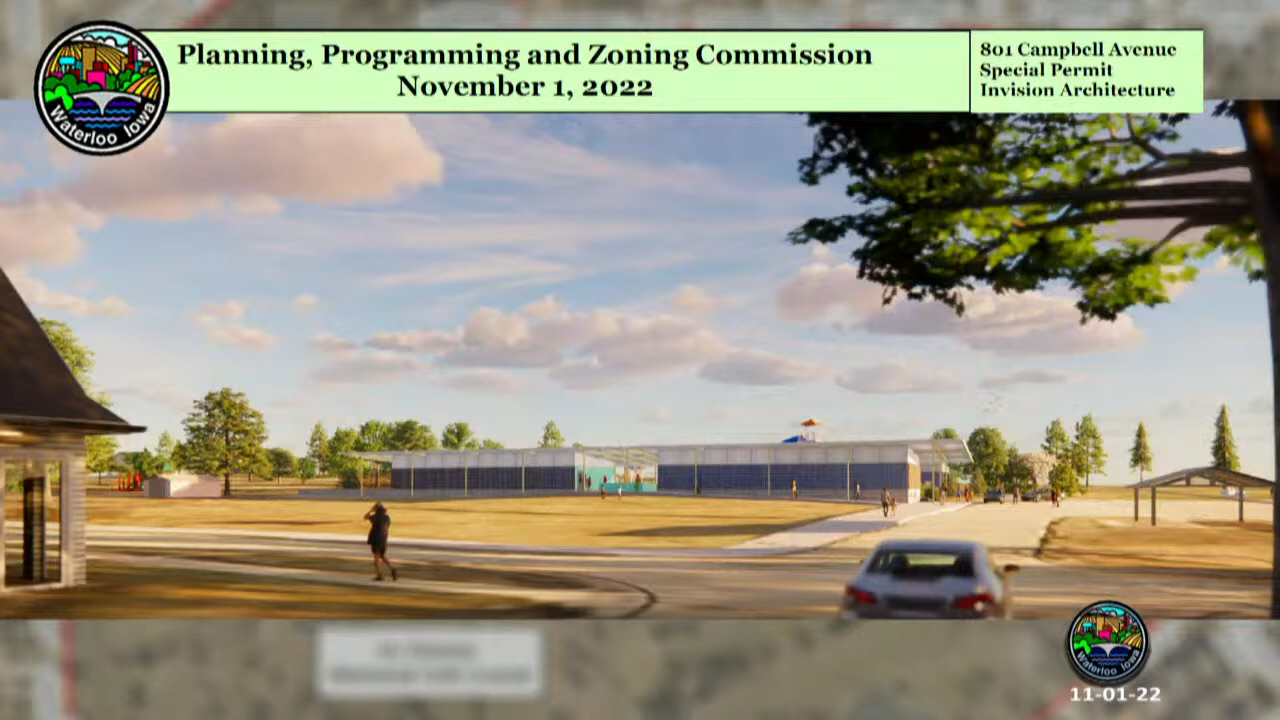 Planning, Programming and Zoning Commission
November 1, 2022
801 Campbell Avenue
Special Permit
Invision Architecture
Waterloo Iowa
Waterloo Iowa
11-01-22